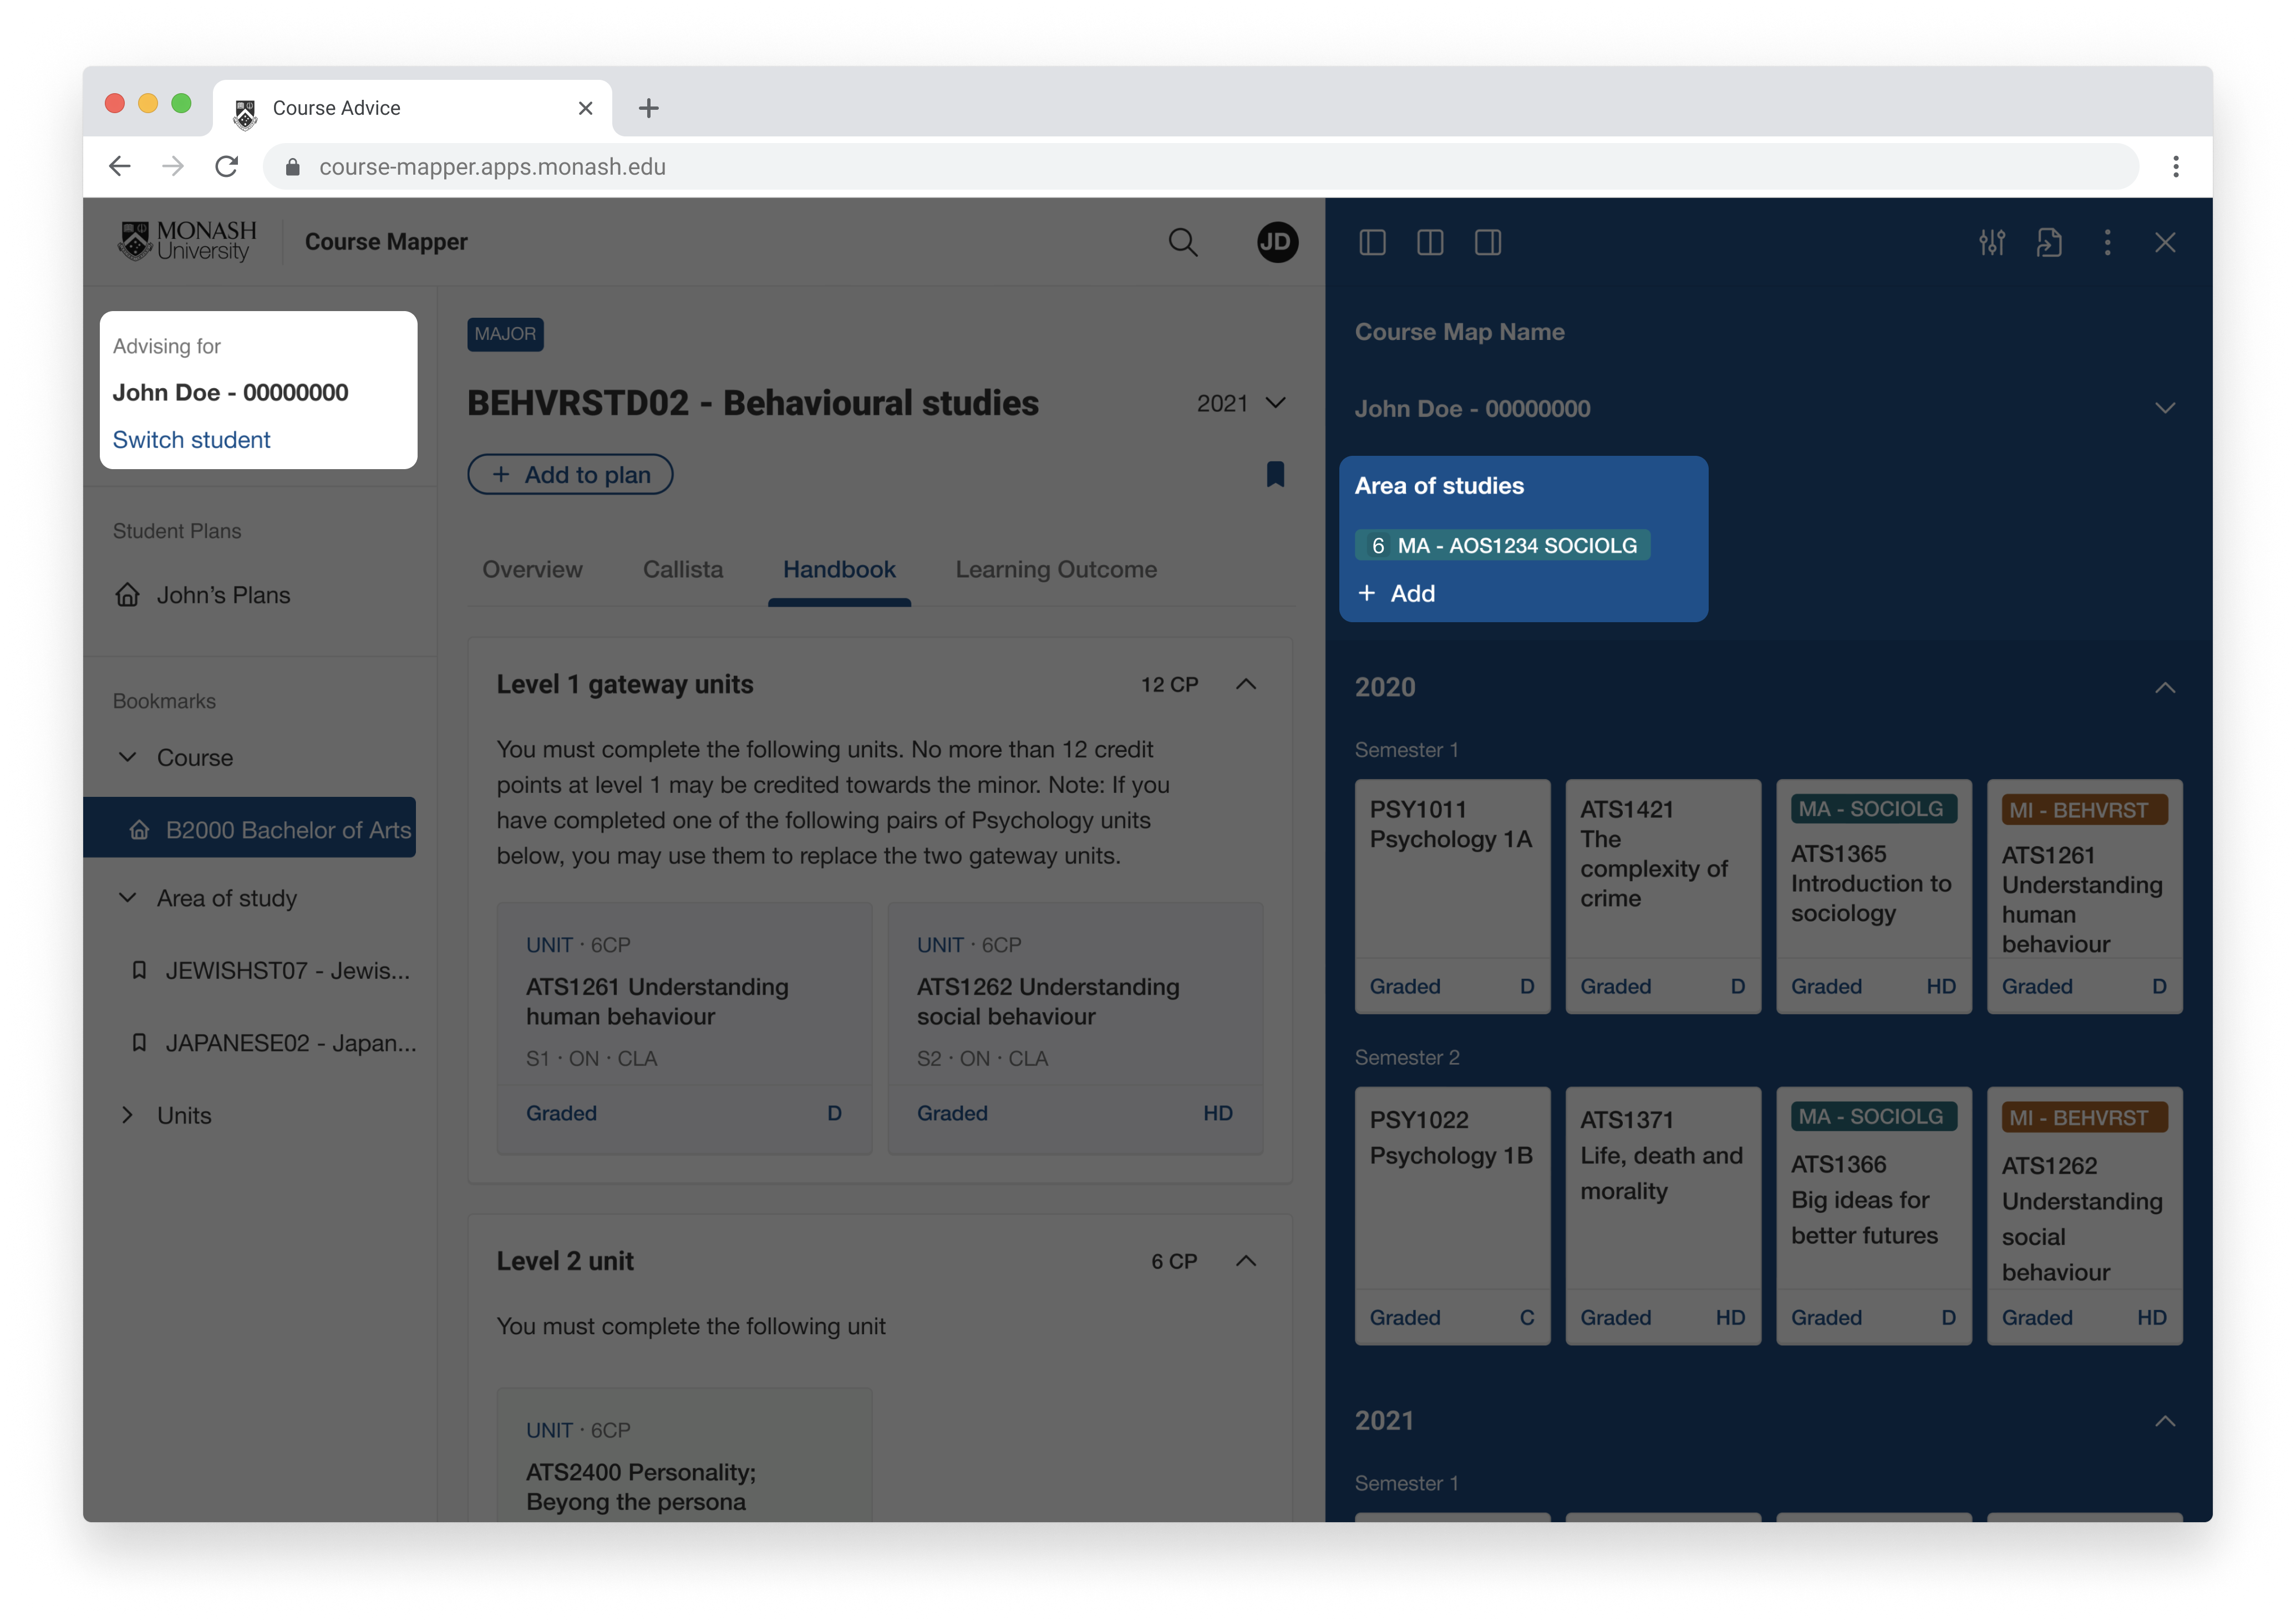 Course Advice
course-mapper.apps.monash.edu
MONASH
University
Course Mapper
JD
Advising for
John Doe - 00000000
Switch student
Student Plans
John's Plans
Bookmarks
Course
B2000 Bachelor of Arts
Area of study
JEWISHST07 - Jewis...
JAPANESE02 - Japan...
Units
MAJOR
BEHVRSTD02 - Behavioural studies
2021
+ Add to plan
Overview Callista Handbook Learning Outcome
Level 1 gateway units 12 CP
You must complete the following units. No more than 12 credit
points at level 1 may be credited towards the minor. Note: If you
have completed one of the following pairs of Psychology units
below, you may use them to replace the two gateway units.
UNIT · 6CP
ATS1261 Understanding
human behaviour
S1 · ON · CLA
Graded D
UNIT · 6CP
ATS1262 Understanding
social behaviour
S2 · ON · CLA
Graded HD
Level 2 unit 6 CP
You must complete the following unit
UNIT · 6CP
ATS2400 Personality;
Beyong the persona
Course Map Name
John Doe - 00000000
Area of studies
6 MA - AOS1234 SOCIOLG
+ Add
2020
Semester 1
PSY1011
Psychology 1A
Graded D
ATS1421
The
complexity of
crime
Graded D
MA - SOCIOLG
ATS1365
Introduction to
sociology
Graded HD
MI - BEHVRST
ATS1261
Understanding
human
behaviour
Graded D
Semester 2
PSY1022
Psychology 1B
Graded C
ATS1371
Life, death and
morality
Graded HD
MA - SOCIOLG
ATS1366
Big ideas for
better futures
Graded D
MI - BEHVRST
ATS1262
Understanding
social
behaviour
Graded HD
2021
Semester 1